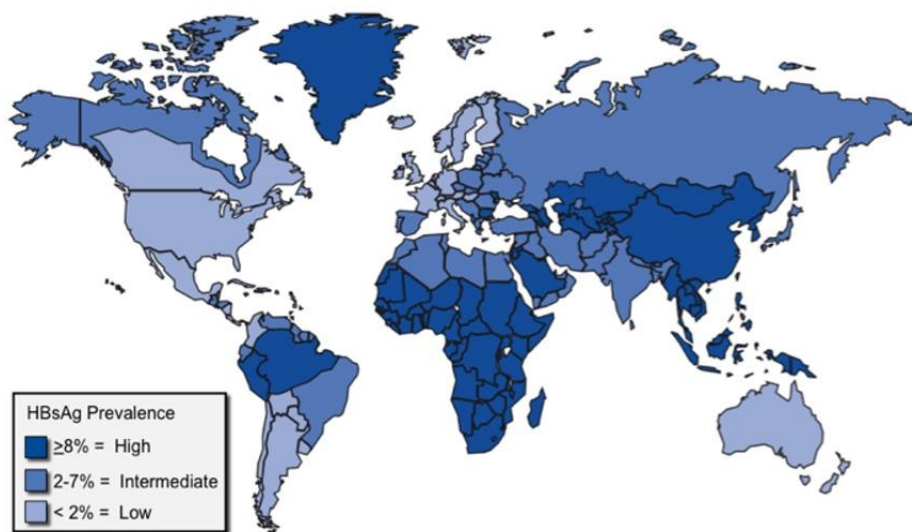 HBsAg Prevalence
≥8% = High
2-7% = Intermediate
< 2% = Low